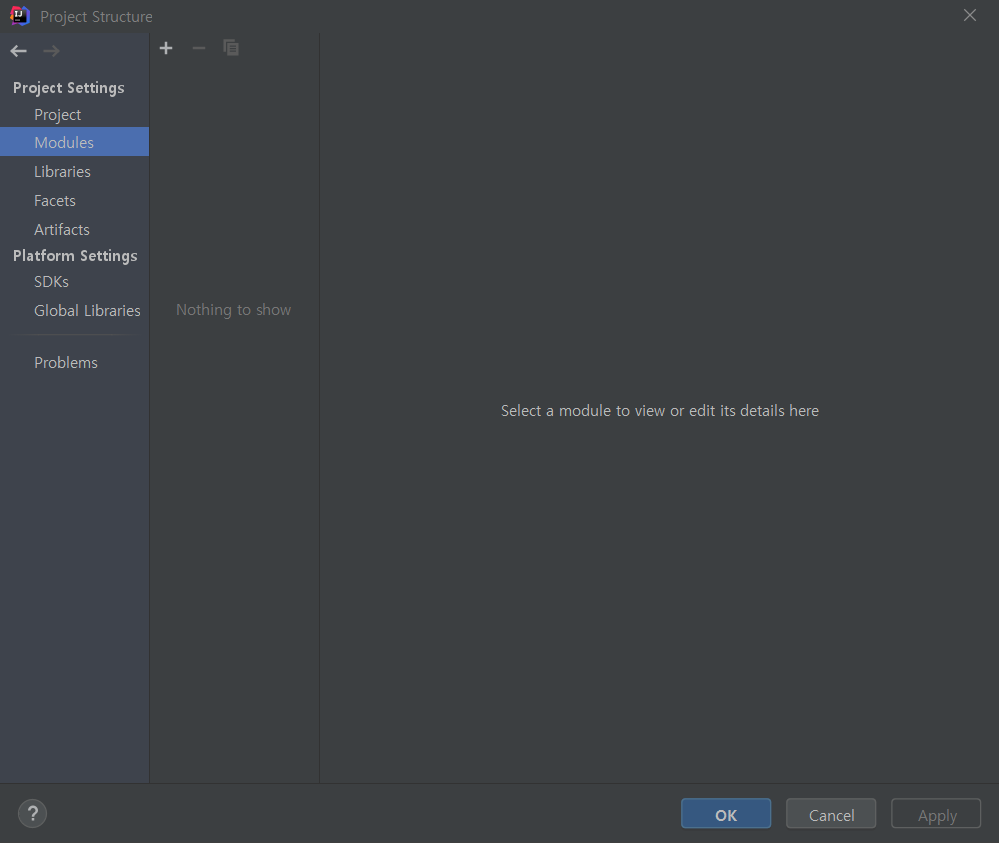 Project Structure
Project Settings
Project
Modules
Libraries
Facets
Artifacts
Platform Settings
SDKs
Global Libraries
Problems
Nothing to show
Select a module to view or edit its details here
?
OK
Cancel
Apply